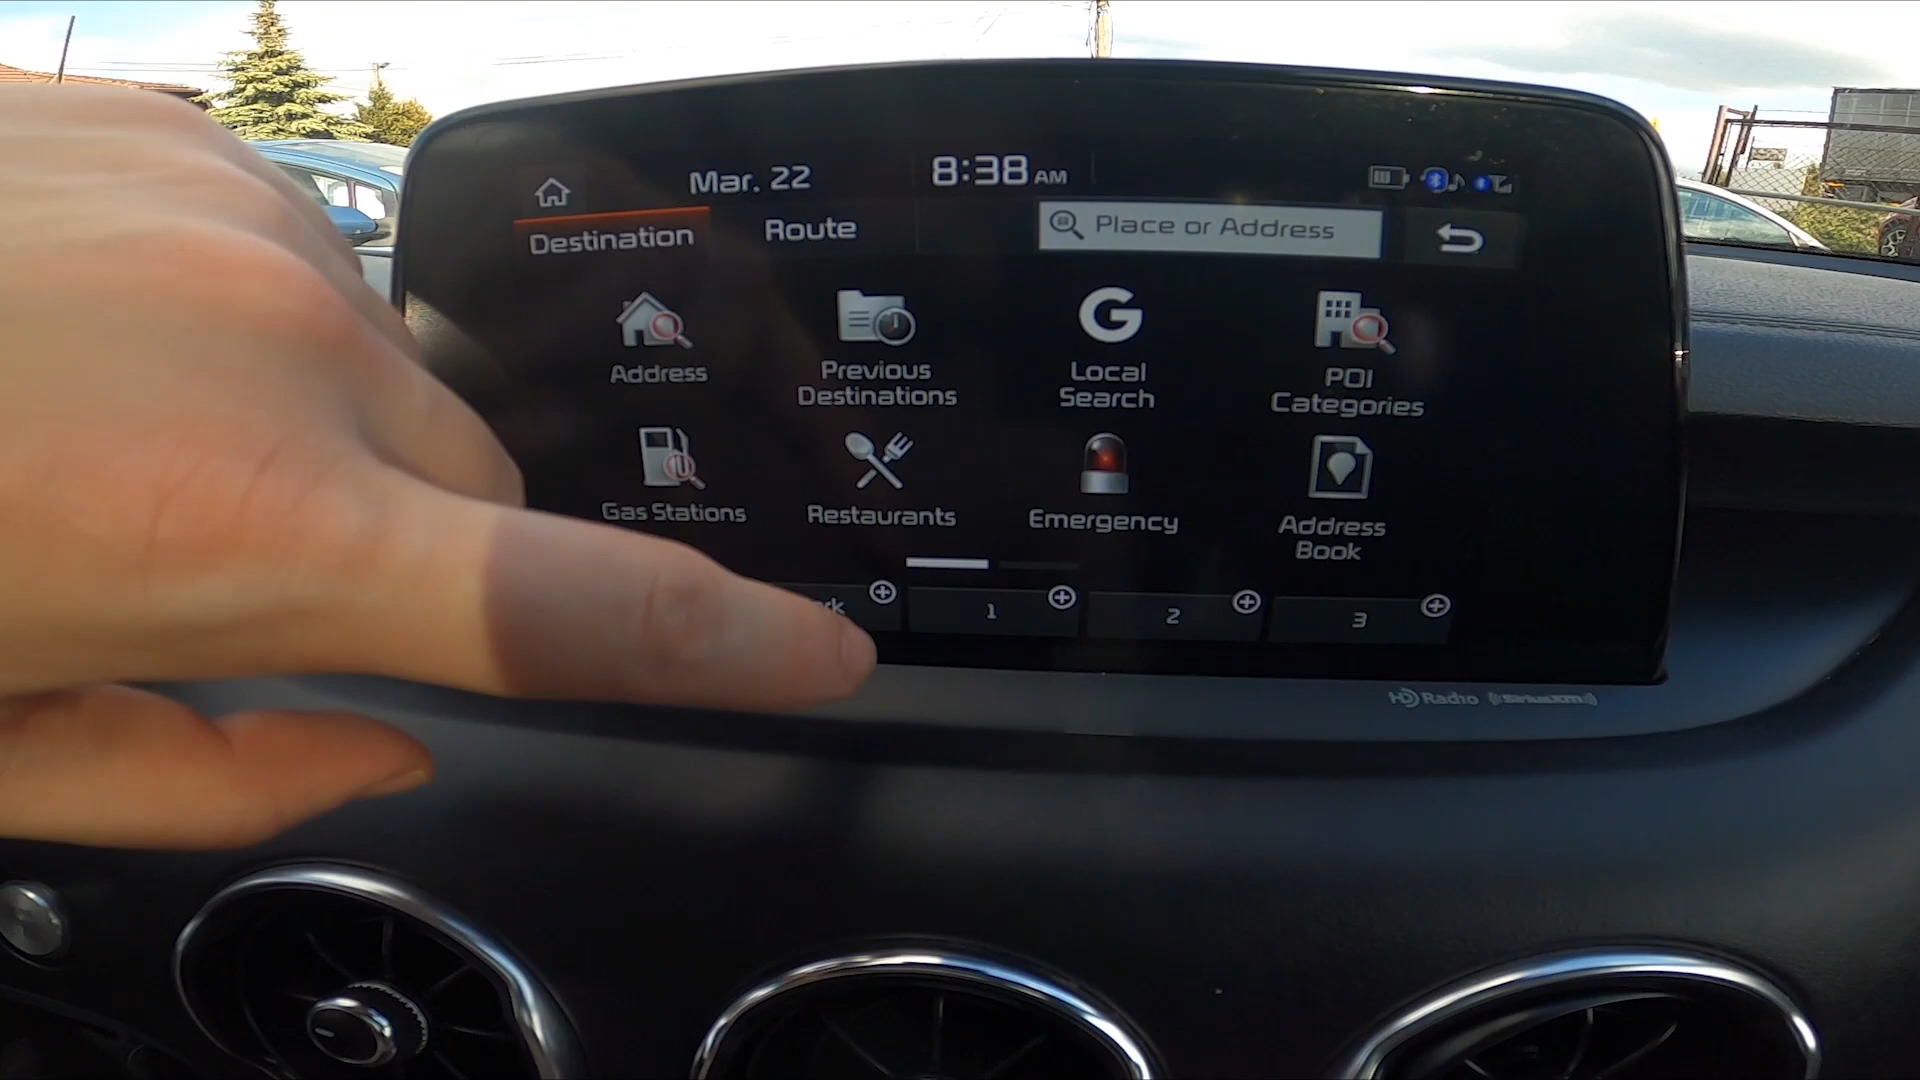 Mar. 22
8:38 AM
Destination
Route
Place or Address
Address
Previous
Destinations
G
Local
Search
POI
Categories
Gas Stations
Restaurants
Emergency
Address
Book
1
2
3
HD Radio
((SiriusXM))